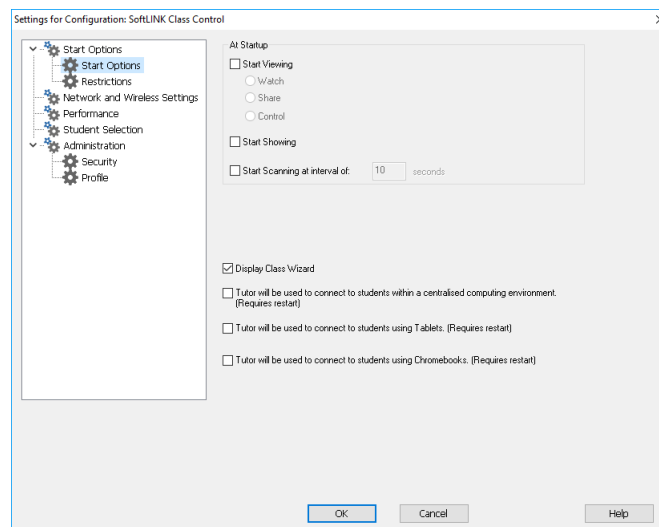 Settings for Configuration: SoftLINK Class Control
Start Options
Start Options
Restrictions
Network and Wireless Settings
Performance
Student Selection
Administration
Security
Profile
At Startup
Start Viewing
Watch
Share
Control
Start Showing
Start Scanning at interval of: 10 seconds
Display Class Wizard
Tutor will be used to connect to students within a centralised computing environment.
(Requires restart)
Tutor will be used to connect to students using Tablets. (Requires restart)
Tutor will be used to connect to students using Chromebooks. (Requires restart)
OK Cancel Help